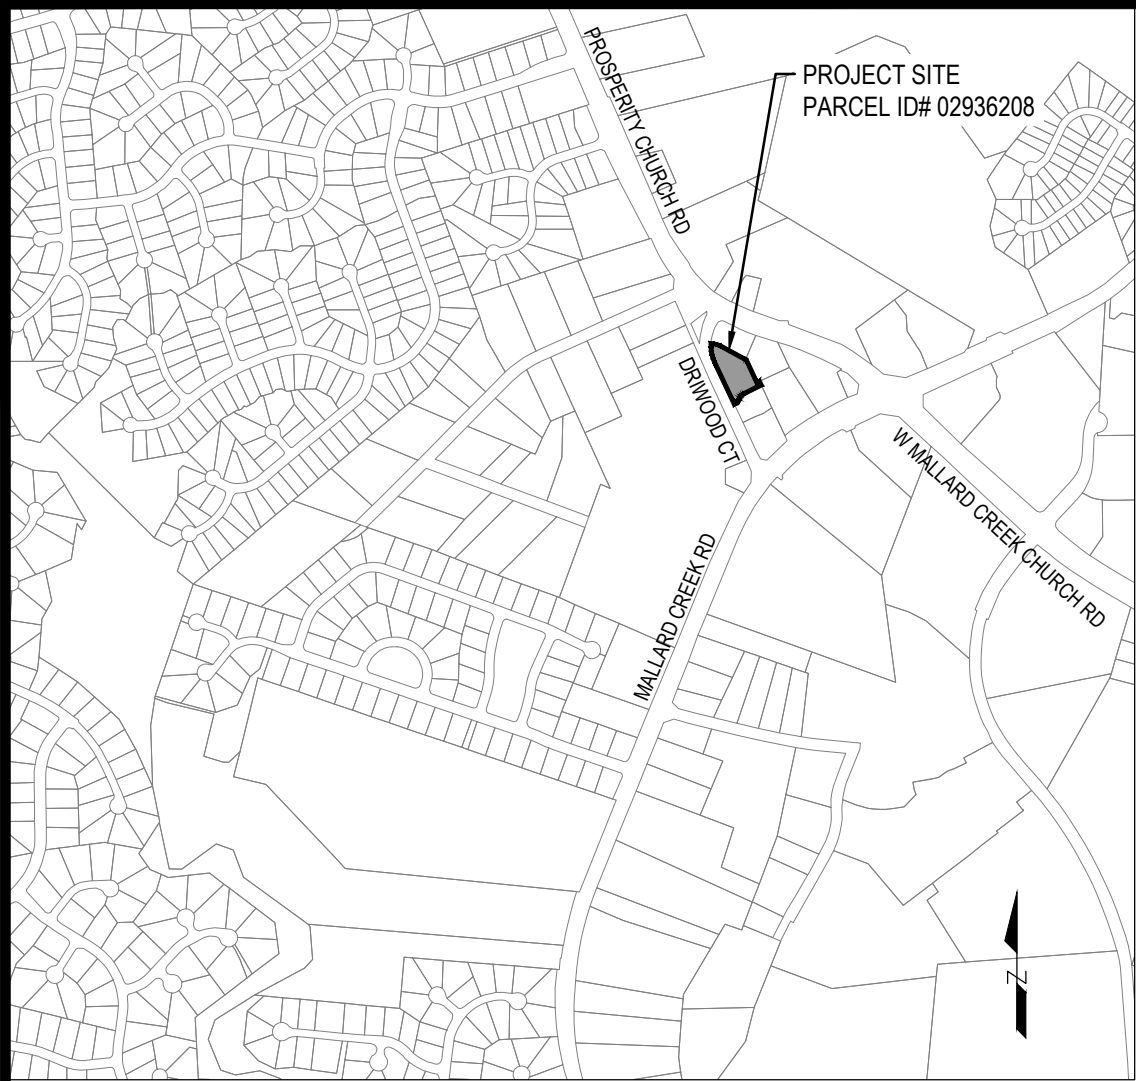 PROSPERITY CHURCH RD
PROJECT SITE
PARCEL ID# 02936208
DRIWOOD CT
W MALLARD CREEK CHURCH RD
MALLARD CREEK RD
N